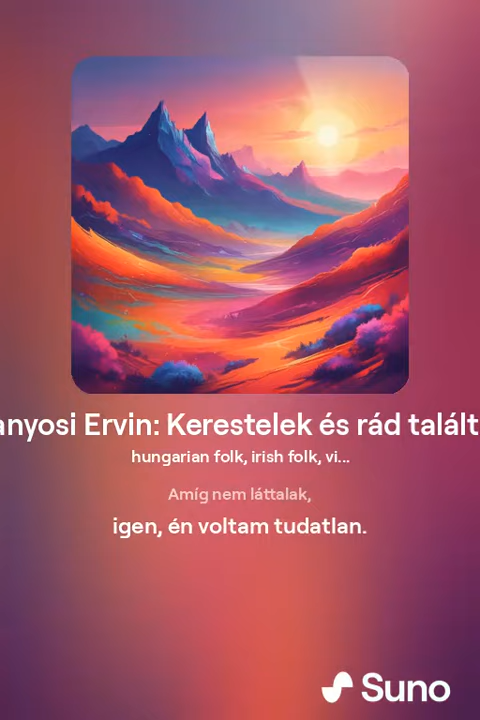 anyosi Ervin: Kerestelek és rád talált
hungarian folk, irish folk, vi...
Amíg nem láttalak,
igen, én voltam tudatlan.
Suno